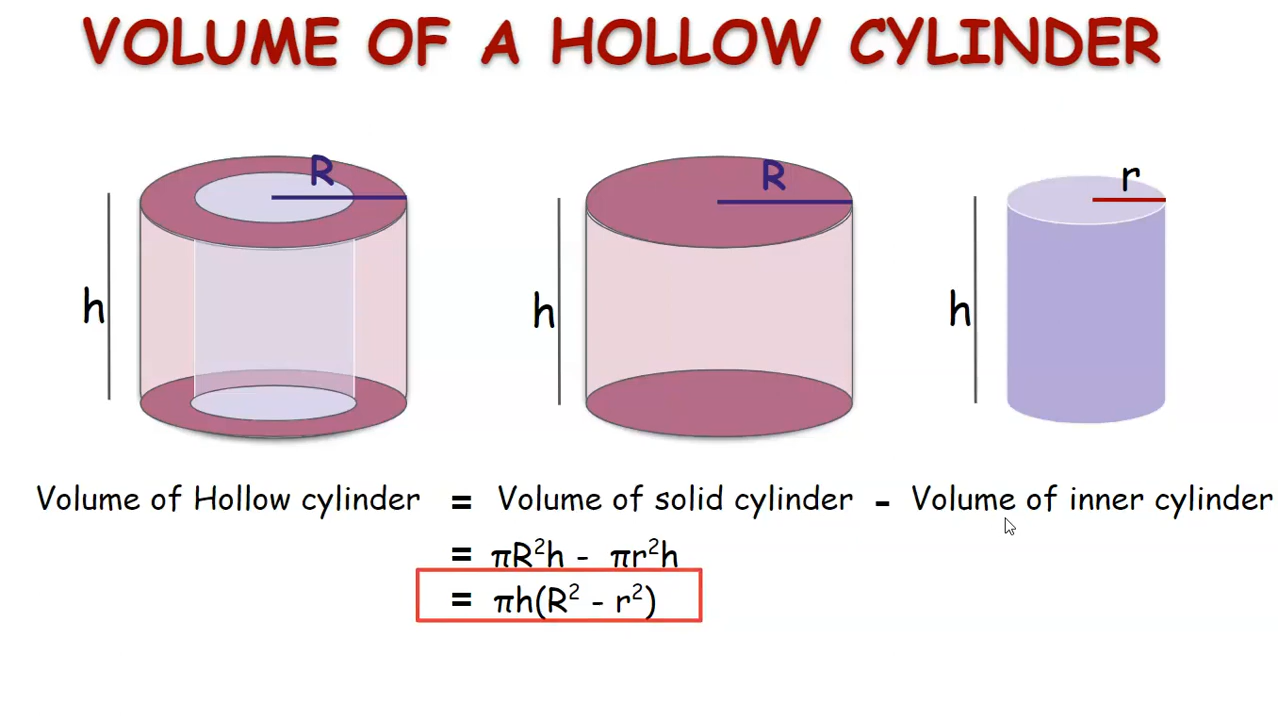 VOLUME OF A HOLLOW CYLINDER
R
R
r
h
h
h
Volume of Hollow cylinder = Volume of solid cylinder - Volume of inner cylinder
= πR²h - πr²h
= πh(R² - r²)